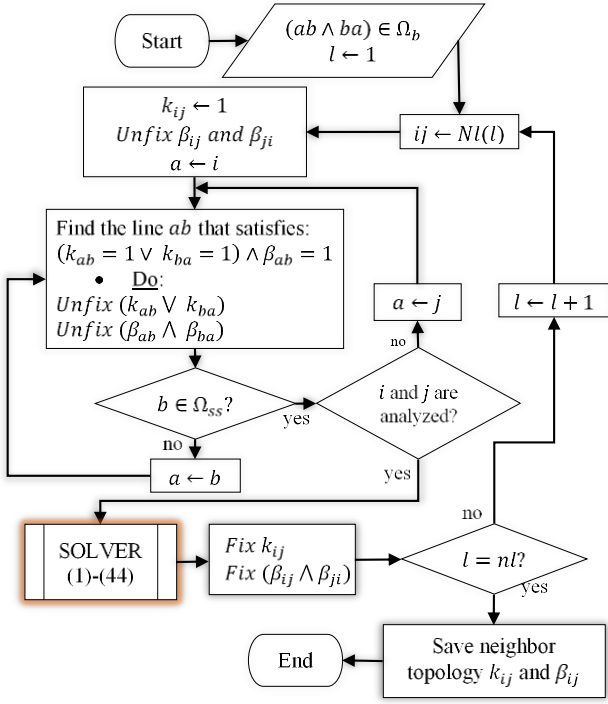 Start
(ab ∧ ba) ∈ Ω_b
l ← 1
k_ij ← 1
Unfix β_ij and β_ji
a ← i
ij ← Nl(l)
Find the line ab that satisfies:
(k_ab = 1 ∨ k_ba = 1) ∧ β_ab = 1
• Do:
Unfix (k_ab ⋁ k_ba)
Unfix (β_ab ⋀ β_ba)
a ← j
l ← l + 1
no
b ∈ Ω_ss?
yes
i and j are
analyzed?
no
a ← b
yes
SOLVER
(1)-(44)
Fix k_ij
Fix (β_ij ⋀ β_ji)
no
l = nl?
yes
End
Save neighbor
topology k_ij and β_ij